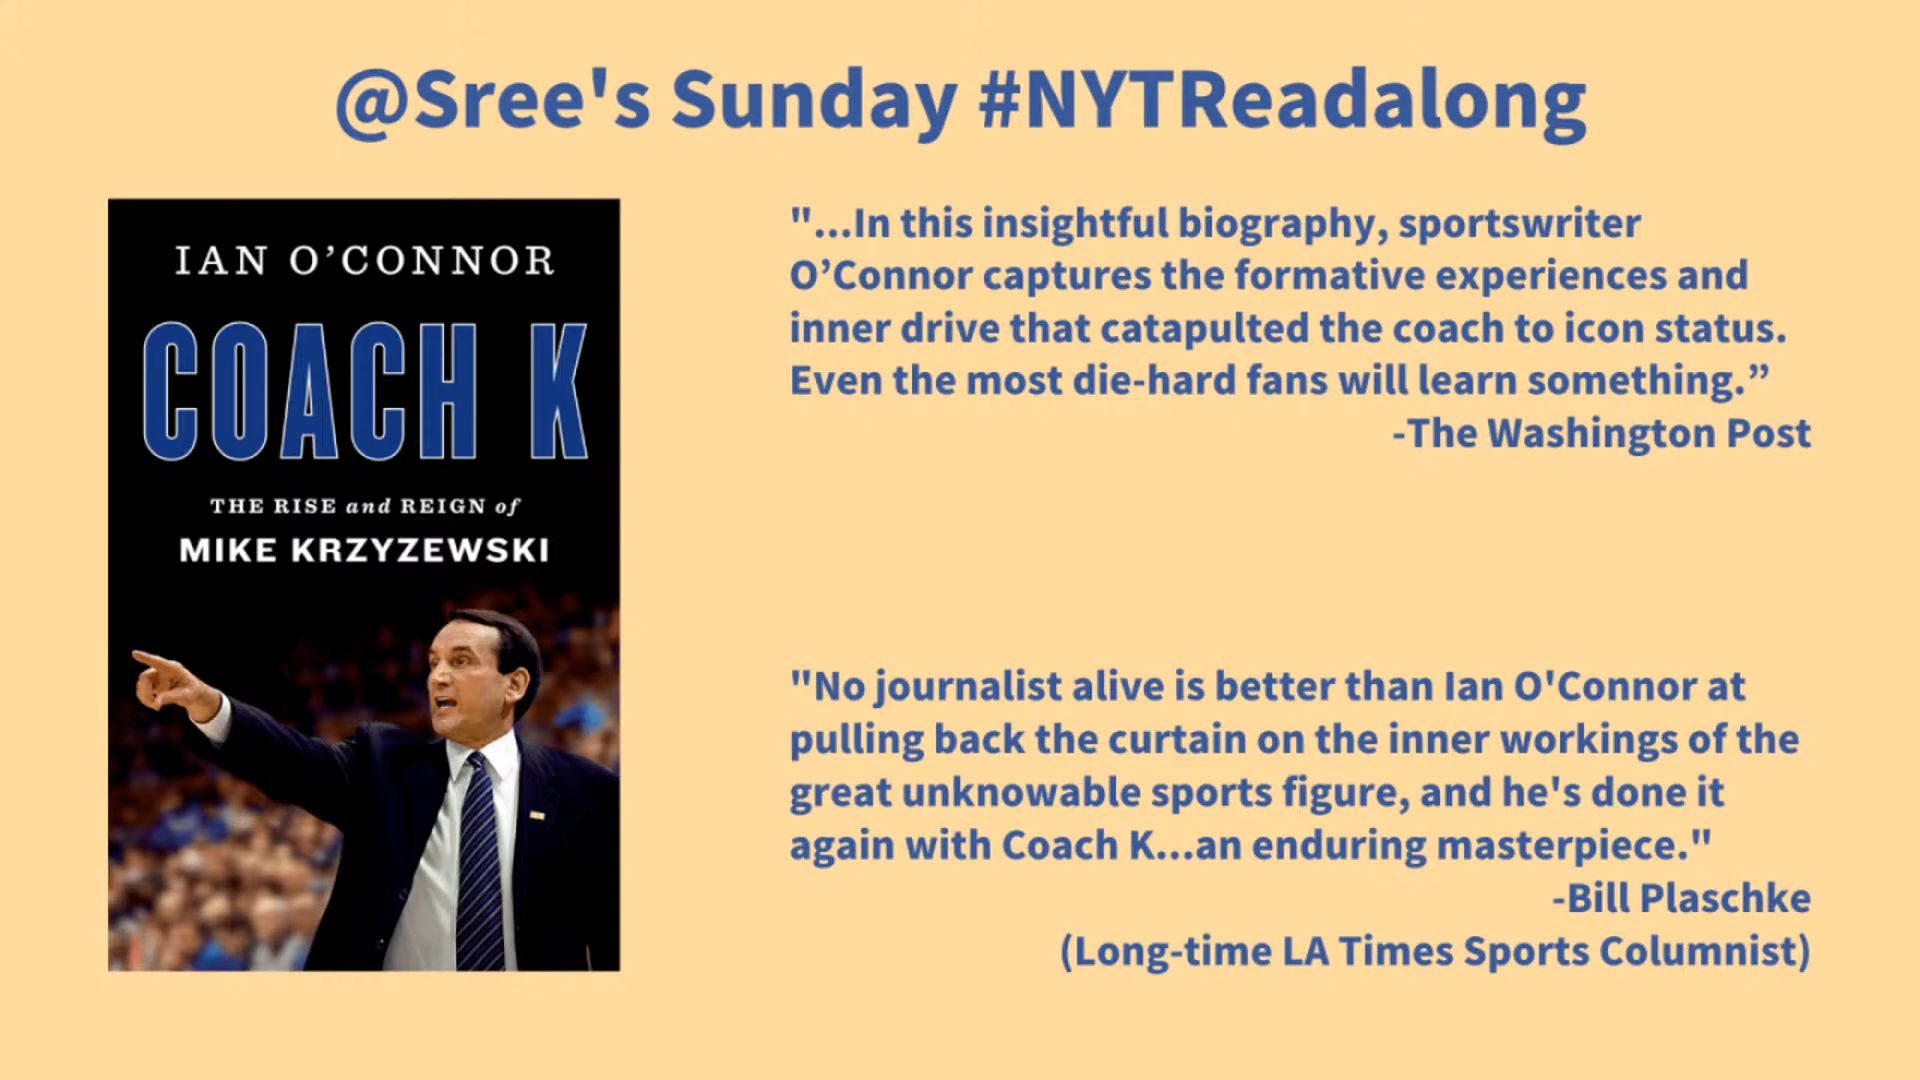 @Sree's Sunday #NYTReadalong
IAN O’CONNOR
COACH K
THE RISE and REIGN of
MIKE KRZYZEWSKI
"...In this insightful biography, sportswriter
O’Connor captures the formative experiences and
inner drive that catapulted the coach to icon status.
Even the most die-hard fans will learn something.”
-The Washington Post
"No journalist alive is better than Ian O'Connor at
pulling back the curtain on the inner workings of the
great unknowable sports figure, and he's done it
again with Coach K...an enduring masterpiece."
-Bill Plaschke
(Long-time LA Times Sports Columnist)